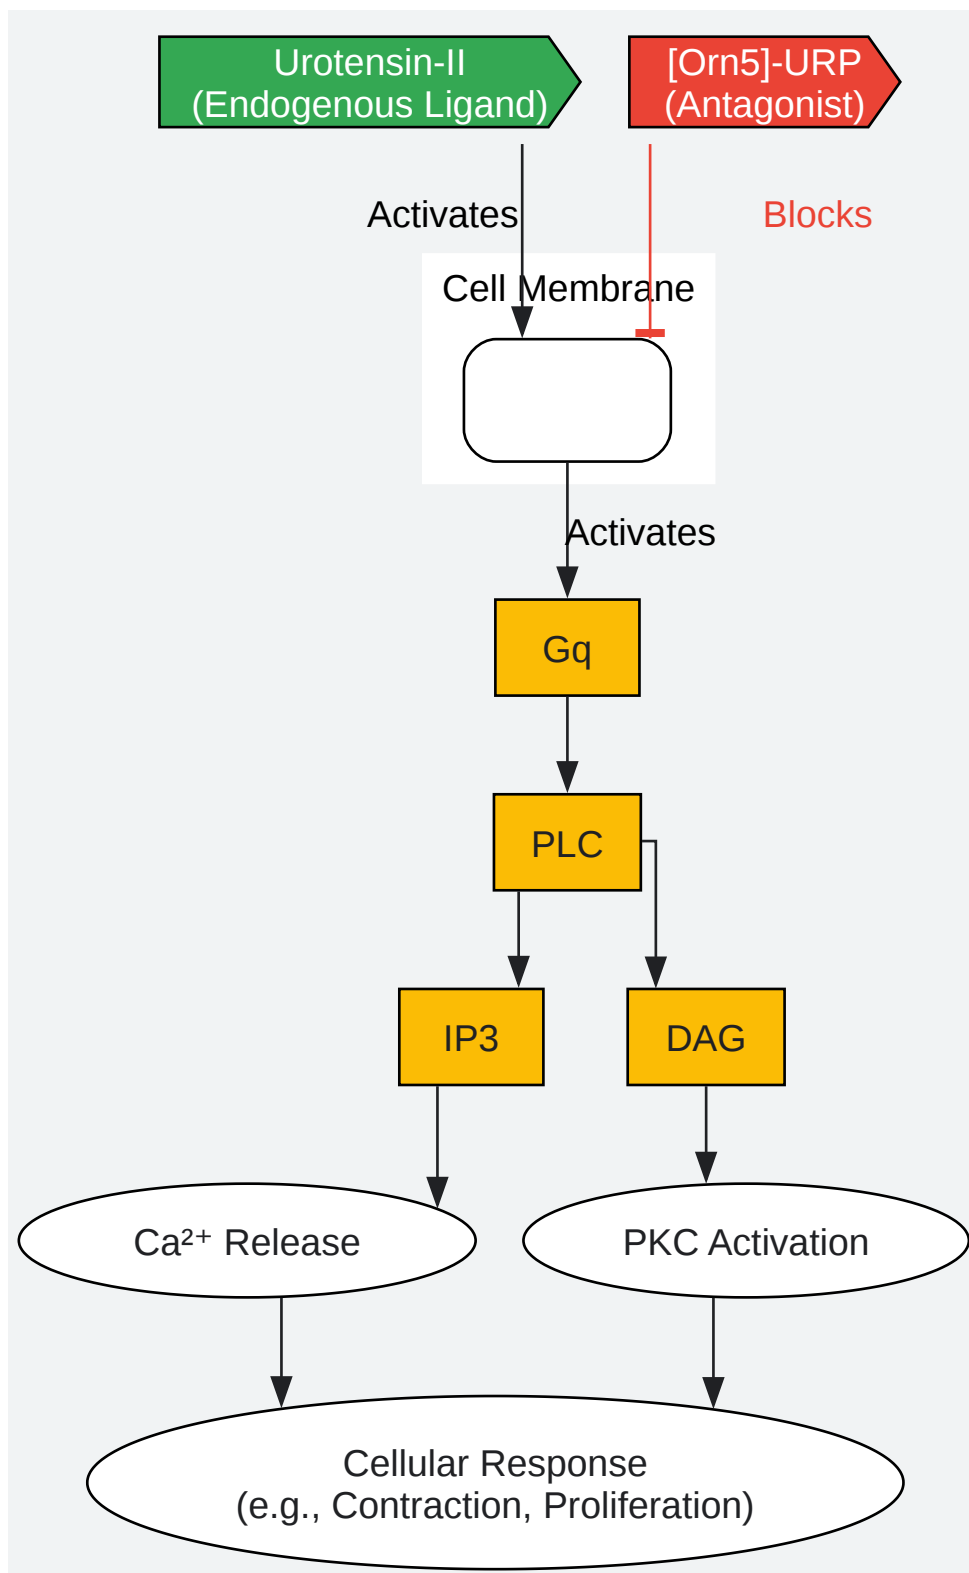 Urotensin-II
(Endogenous Ligand)
[Orn5]-URP
(Antagonist)
Activates
Blocks
Cell Membrane
Activates
Gq
PLC
IP3
DAG
Ca²⁺ Release
PKC Activation
Cellular Response
(e.g., Contraction, Proliferation)